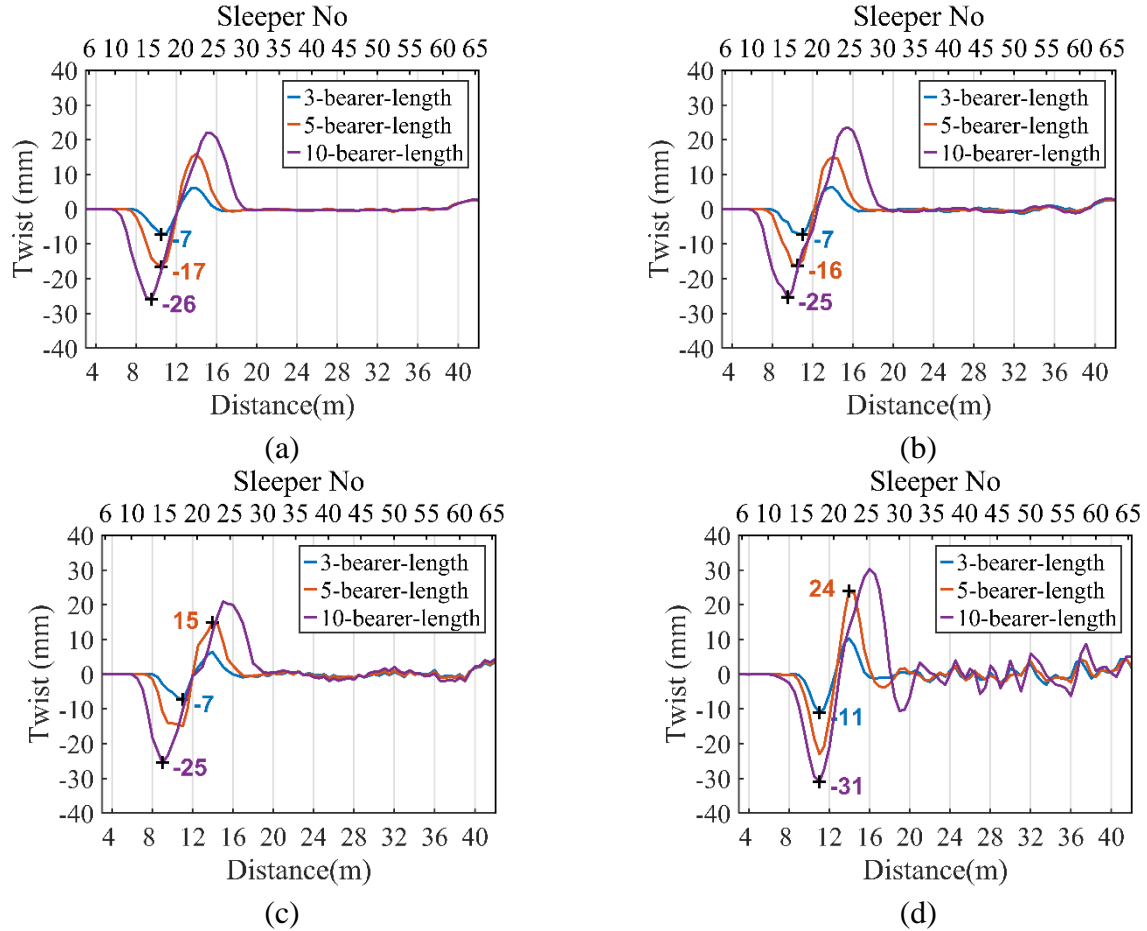 Sleeper No
6 10 15 20 25 30 35 40 45 50 55 60 65
40
30
20
10
0
-10
-20
-30
-40
Twist (mm)
3-bearer-length
5-bearer-length
10-bearer-length
-7
-17
-26
4 8 12 16 20 24 28 32 36 40
Distance(m)
(a)
Sleeper No
6 10 15 20 25 30 35 40 45 50 55 60 65
40
30
20
10
0
-10
-20
-30
-40
Twist (mm)
3-bearer-length
5-bearer-length
10-bearer-length
-7
-16
-25
4 8 12 16 20 24 28 32 36 40
Distance(m)
(b)
Sleeper No
6 10 15 20 25 30 35 40 45 50 55 60 65
40
30
20
10
0
-10
-20
-30
-40
Twist (mm)
3-bearer-length
5-bearer-length
10-bearer-length
15
-7
-25
4 8 12 16 20 24 28 32 36 40
Distance(m)
(c)
Sleeper No
6 10 15 20 25 30 35 40 45 50 55 60 65
40
30
20
10
0
-10
-20
-30
-40
Twist (mm)
3-bearer-length
5-bearer-length
10-bearer-length
24
-11
-31
4 8 12 16 20 24 28 32 36 40
Distance(m)
(d)